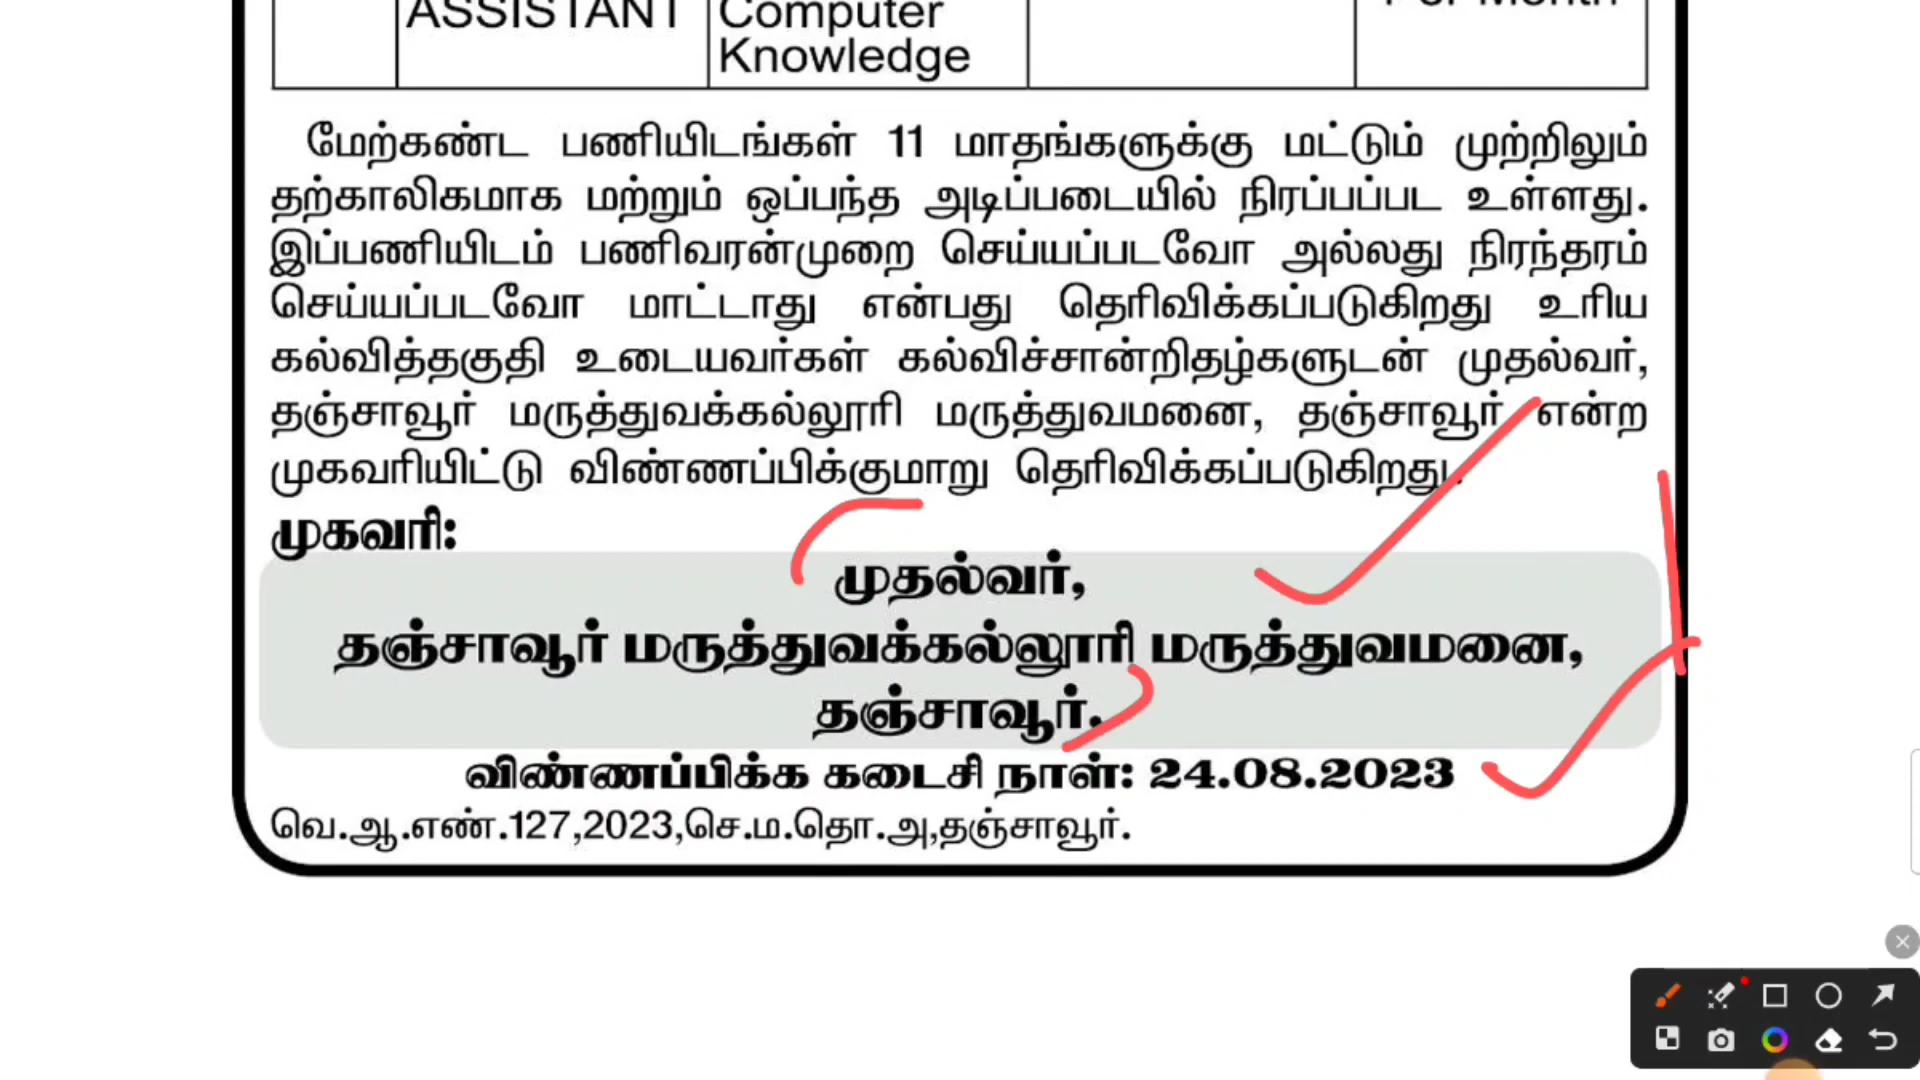 ASSISTANT
Computer
Knowledge
Per Month
மேற்கண்ட பணியிடங்கள் 11 மாதங்களுக்கு மட்டும் முற்றிலும்
தற்காலிகமாக மற்றும் ஒப்பந்த அடிப்படையில் நிரப்பப்பட உள்ளது.
இப்பணியிடம் பணிவரன்முறை செய்யப்படவோ அல்லது நிரந்தரம்
செய்யப்படவோ மாட்டாது என்பது தெரிவிக்கப்படுகிறது உரிய
கல்வித்தகுதி உடையவர்கள் கல்விச்சான்றிதழ்களுடன் முதல்வர்,
தஞ்சாவூர் மருத்துவக்கல்லூரி மருத்துவமனை, தஞ்சாவூர் என்ற
முகவரியிட்டு விண்ணப்பிக்குமாறு தெரிவிக்கப்படுகிறது.
முகவரி:
முதல்வர்,
தஞ்சாவூர் மருத்துவக்கல்லூரி மருத்துவமனை,
தஞ்சாவூர்.
விண்ணப்பிக்க கடைசி நாள்: 24.08.2023
வெ.ஆ.எண்.127,2023,செ.ம.தொ.அ,தஞ்சாவூர்.